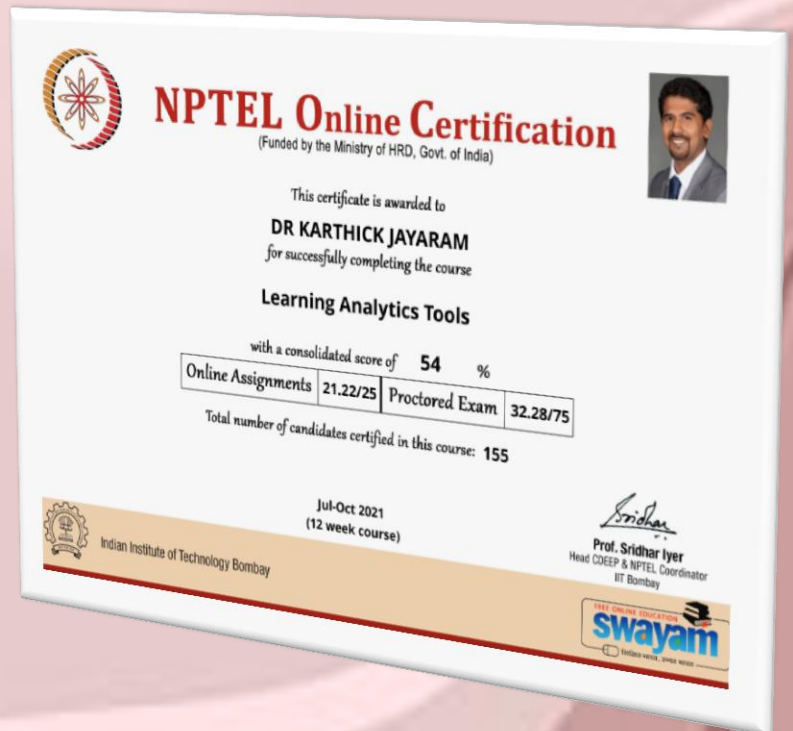 NPTEL Online Certification
(Funded by the Ministry of HRD, Govt. of India)
This certificate is awarded to
DR KARTHICK JAYARAM
for successfully completing the course
Learning Analytics Tools
with a consolidated score of 54 %
Online Assignments 21.22/25 Proctored Exam 32.28/75
Total number of candidates certified in this course: 155
Jul-Oct 2021
(12 week course)
Sridhar
Prof. Sridhar Iyer
Head CDEEP & NPTEL Coordinator
IIT Bombay
Indian Institute of Technology Bombay
FREE ONLINE EDUCATION
swayam